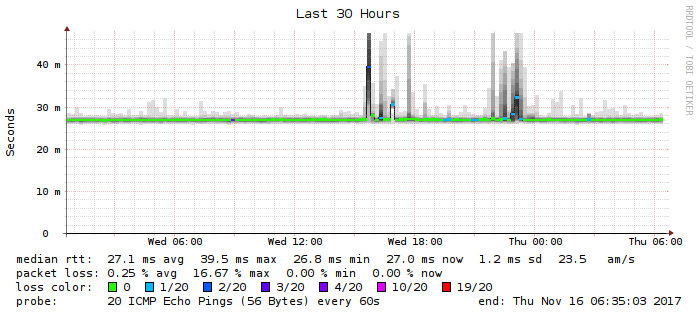 Last 30 Hours
RRDTOOL / TOBI OETIKER
Seconds
40 m
30 m
20 m
10 m
0
Wed 06:00 Wed 12:00 Wed 18:00 Thu 00:00 Thu 06:00
median rtt: 27.1 ms avg 39.5 ms max 26.8 ms min 27.0 ms now 1.2 ms sd 23.5 am/s
packet loss: 0.25 % avg 16.67 % max 0.00 % min 0.00 % now
loss color: 0 1/20 2/20 3/20 4/20 10/20 19/20
probe: 20 ICMP Echo Pings (56 Bytes) every 60s end: Thu Nov 16 06:35:03 2017